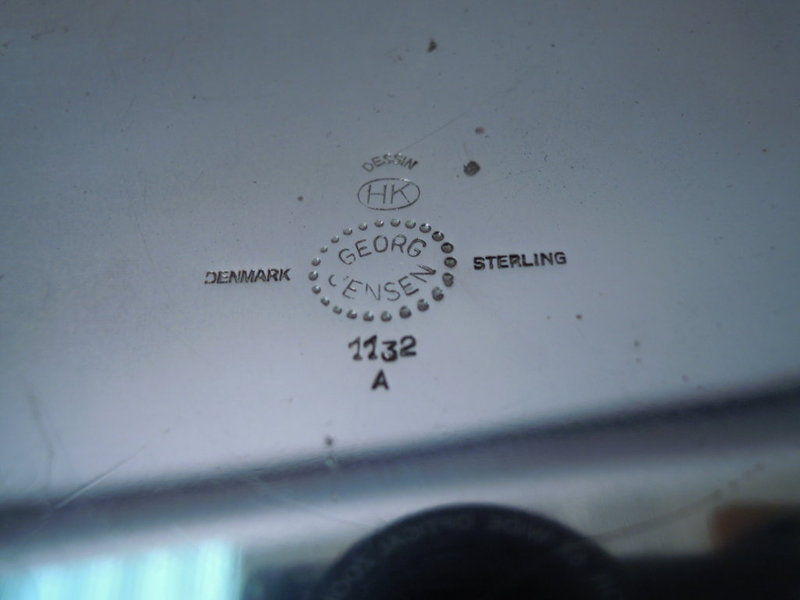 DESSIN
HK
GEORG
JENSEN
DENMARK
STERLING
1132
A